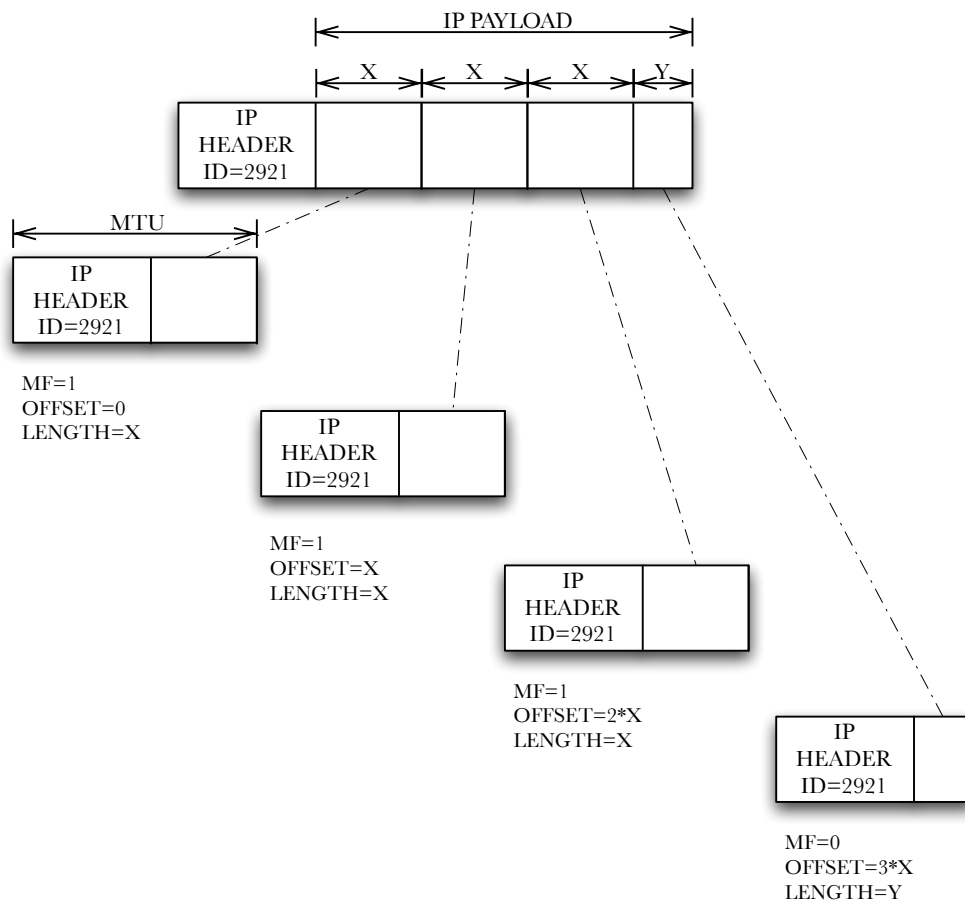 IP PAYLOAD
X X X Y
IP
HEADER
ID=2921
MTU
IP
HEADER
ID=2921
MF=1
OFFSET=0
LENGTH=X
IP
HEADER
ID=2921
MF=1
OFFSET=X
LENGTH=X
IP
HEADER
ID=2921
MF=1
OFFSET=2*X
LENGTH=X
IP
HEADER
ID=2921
MF=0
OFFSET=3*X
LENGTH=Y